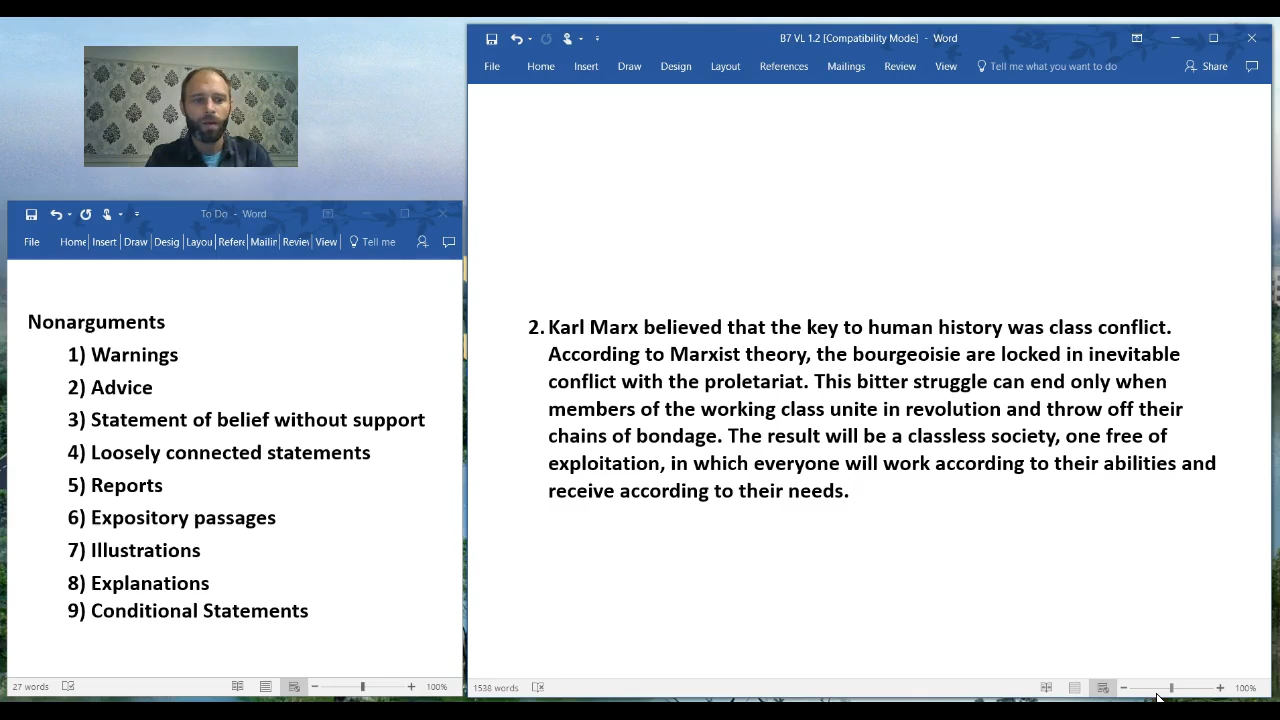 B7 VL 1.2 [Compatibility Mode] - Word
File Home Insert Draw Design Layout References Mailings Review View Tell me what you want to do Share
To Do - Word
File Home Insert Draw Desig Layou Refere Mailin Review View Tell me
Nonarguments
1) Warnings
2) Advice
3) Statement of belief without support
4) Loosely connected statements
5) Reports
6) Expository passages
7) Illustrations
8) Explanations
9) Conditional Statements
27 words 100%
2. Karl Marx believed that the key to human history was class conflict.
According to Marxist theory, the bourgeoisie are locked in inevitable
conflict with the proletariat. This bitter struggle can end only when
members of the working class unite in revolution and throw off their
chains of bondage. The result will be a classless society, one free of
exploitation, in which everyone will work according to their abilities and
receive according to their needs.
1538 words 100%